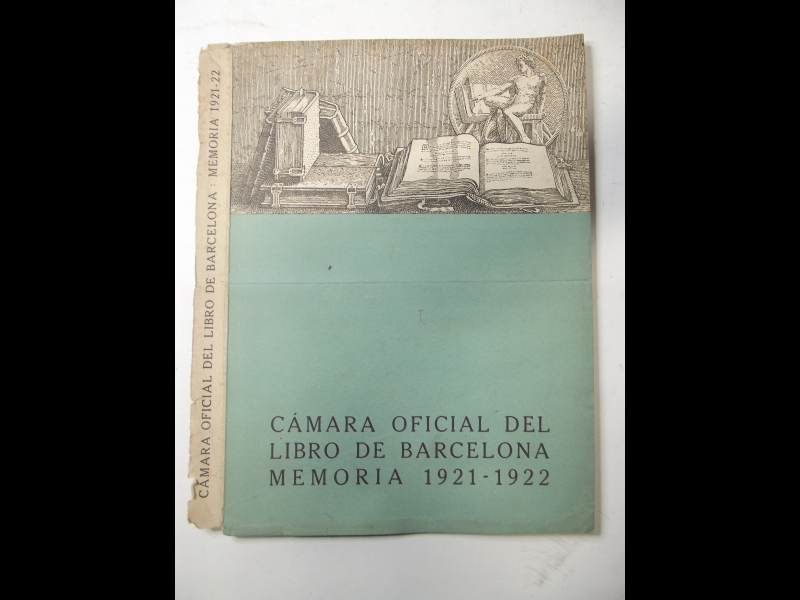 CÁMARA OFICIAL DEL LIBRO DE BARCELONA : MEMORIA 1921-22
CÁMARA OFICIAL DEL
LIBRO DE BARCELONA
MEMORIA 1921-1922